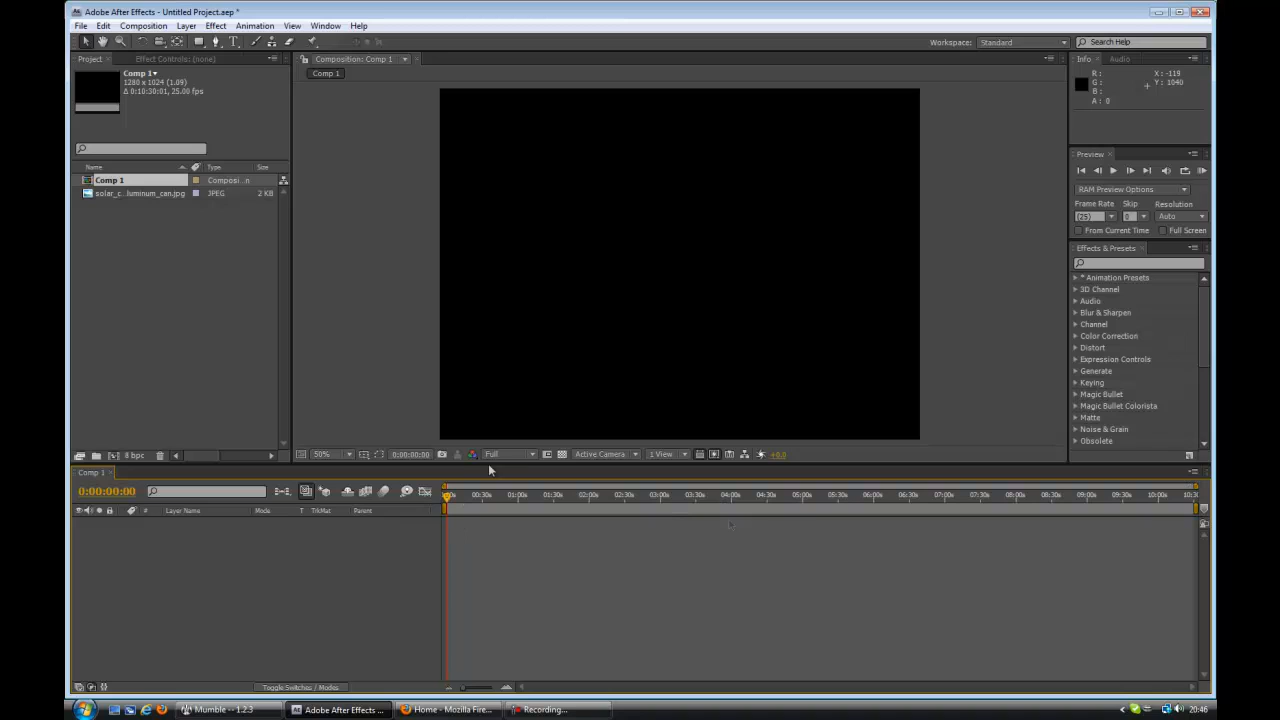 Adobe After Effects - Untitled Project.aep *
File Edit Composition Layer Effect Animation View Window Help
Workspace: Standard Search Help
Project Effect Controls: (none) Composition: Comp 1 Info Audio
Comp 1
Comp 1
1280 x 1024 (1.09)
Δ 0:10:30:01, 25.00 fps
R : X : -119
G : Y : 1040
B :
A : 0
Preview
Name Type Size
Comp 1 Composi...n
solar_c...luminum_can.jpg JPEG 2 KB
RAM Preview Options
Frame Rate Skip Resolution
(25) 0 Auto
From Current Time Full Screen
Effects & Presets
* Animation Presets
3D Channel
Audio
Blur & Sharpen
Channel
Color Correction
Distort
Expression Controls
Generate
Keying
Magic Bullet
Magic Bullet Colorista
Matte
Noise & Grain
Obsolete
8 bpc 50% 0:00:00:00 Full Active Camera 1 View +0.0
Comp 1
0:00:00:00
00:30s 01:00s 01:30s 02:00s 02:30s 03:00s 03:30s 04:00s 04:30s 05:00s 05:30s 06:00s 06:30s 07:00s 07:30s 08:00s 08:30s 09:00s 09:30s 10:00s
# Layer Name Mode T TrkMat Parent
Toggle Switches / Modes
Mumble -- 1.2.3 Adobe After Effects ... Home - Mozilla Fire... Recording... 20:46